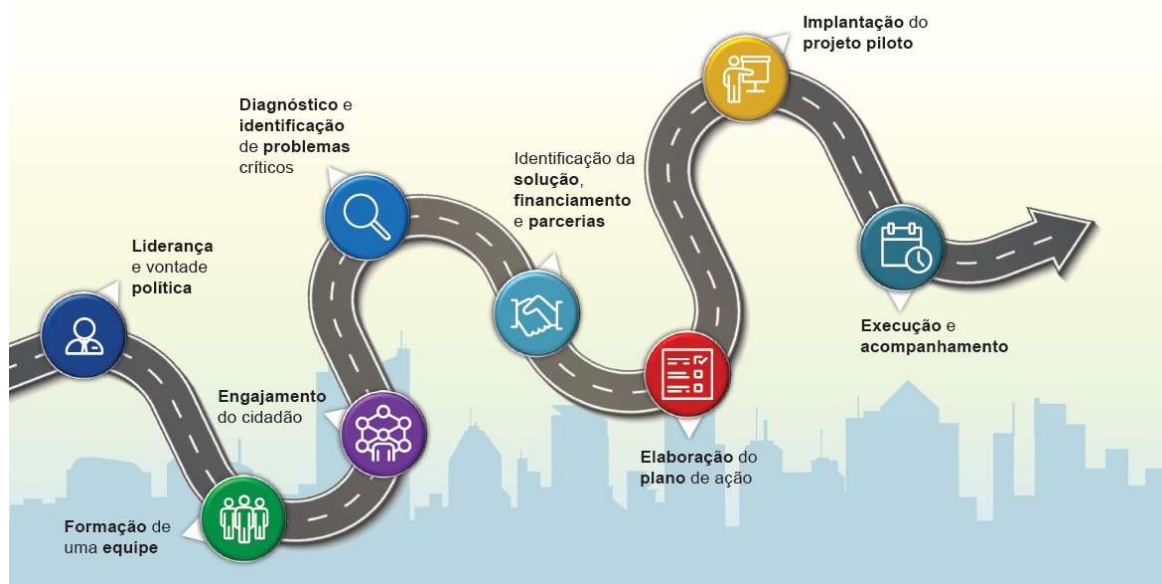 Liderança
e vontade
política
Formação de
uma equipe
Engajamento
do cidadão
Diagnóstico e
identificação
de problemas
críticos
Identificação da
solução,
financiamento
e parcerias
Elaboração do
plano de ação
Implantação do
projeto piloto
Execução e
acompanhamento